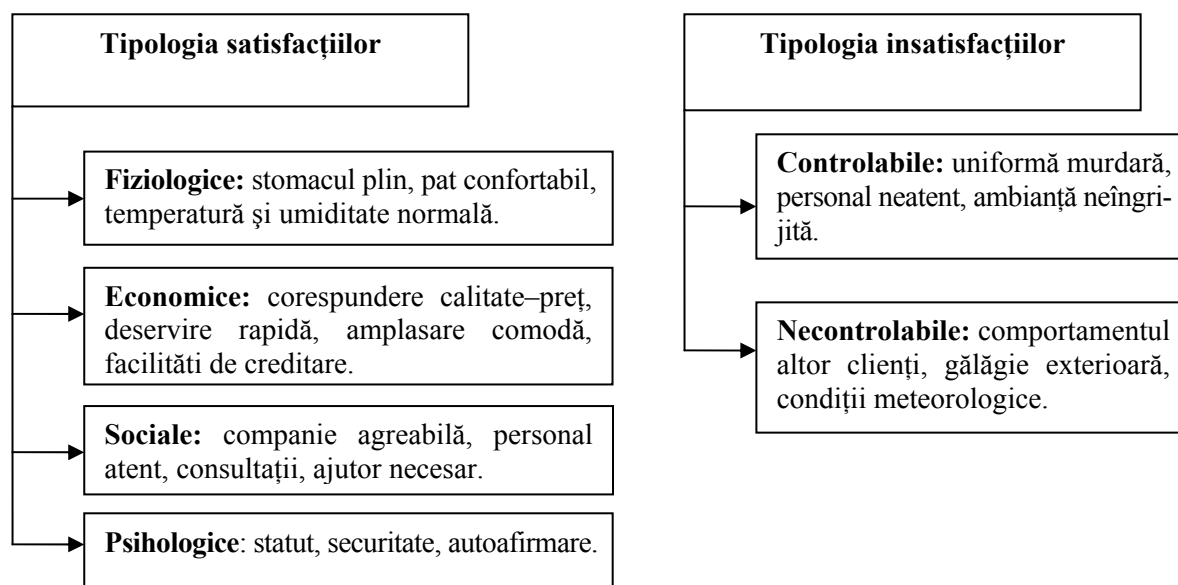 Tipologia satisfacțiilor
Fiziologice: stomacul plin, pat confortabil,
temperatură şi umiditate normală.
Economice: corespundere calitate–preț,
deservire rapidă, amplasare comodă,
facilităti de creditare.
Sociale: companie agreabilă, personal
atent, consultații, ajutor necesar.
Psihologice: statut, securitate, autoafirmare.
Tipologia insatisfacțiilor
Controlabile: uniformă murdară,
personal neatent, ambianță neîngri-
jită.
Necontrolabile: comportamentul
altor clienți, gălăgie exterioară,
condiții meteorologice.